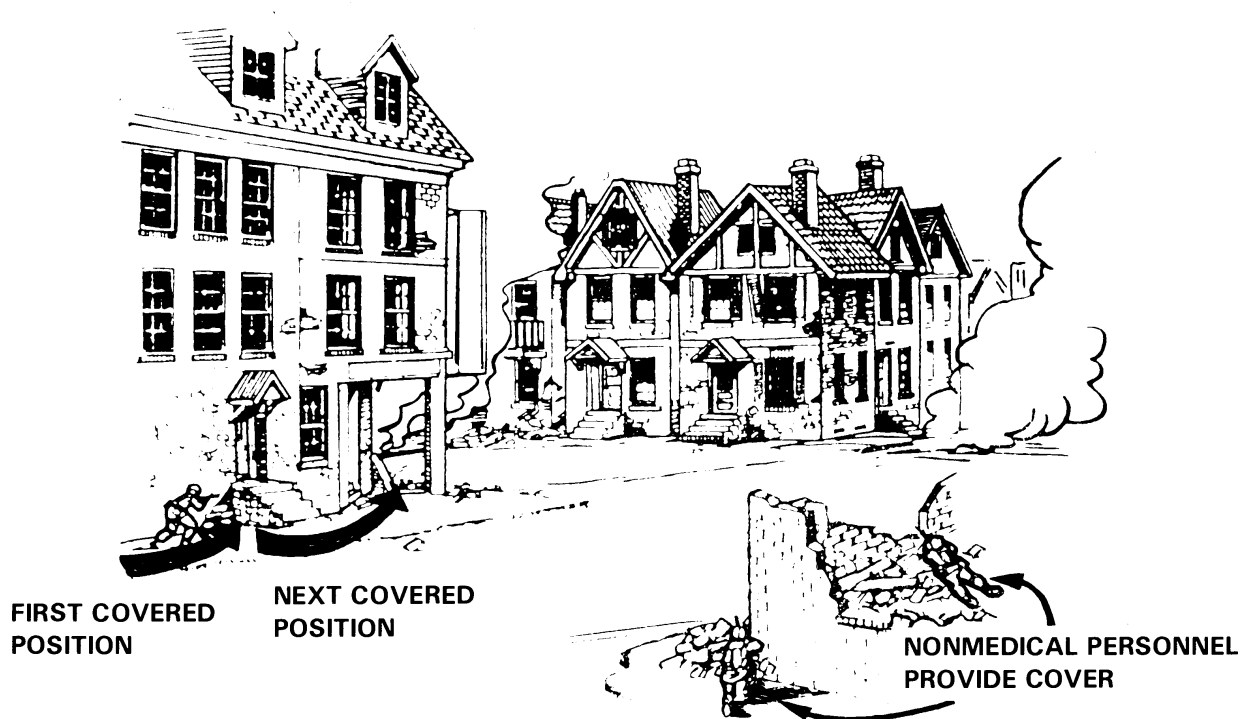 FIRST COVERED
POSITION
NEXT COVERED
POSITION
NONMEDICAL PERSONNEL
PROVIDE COVER